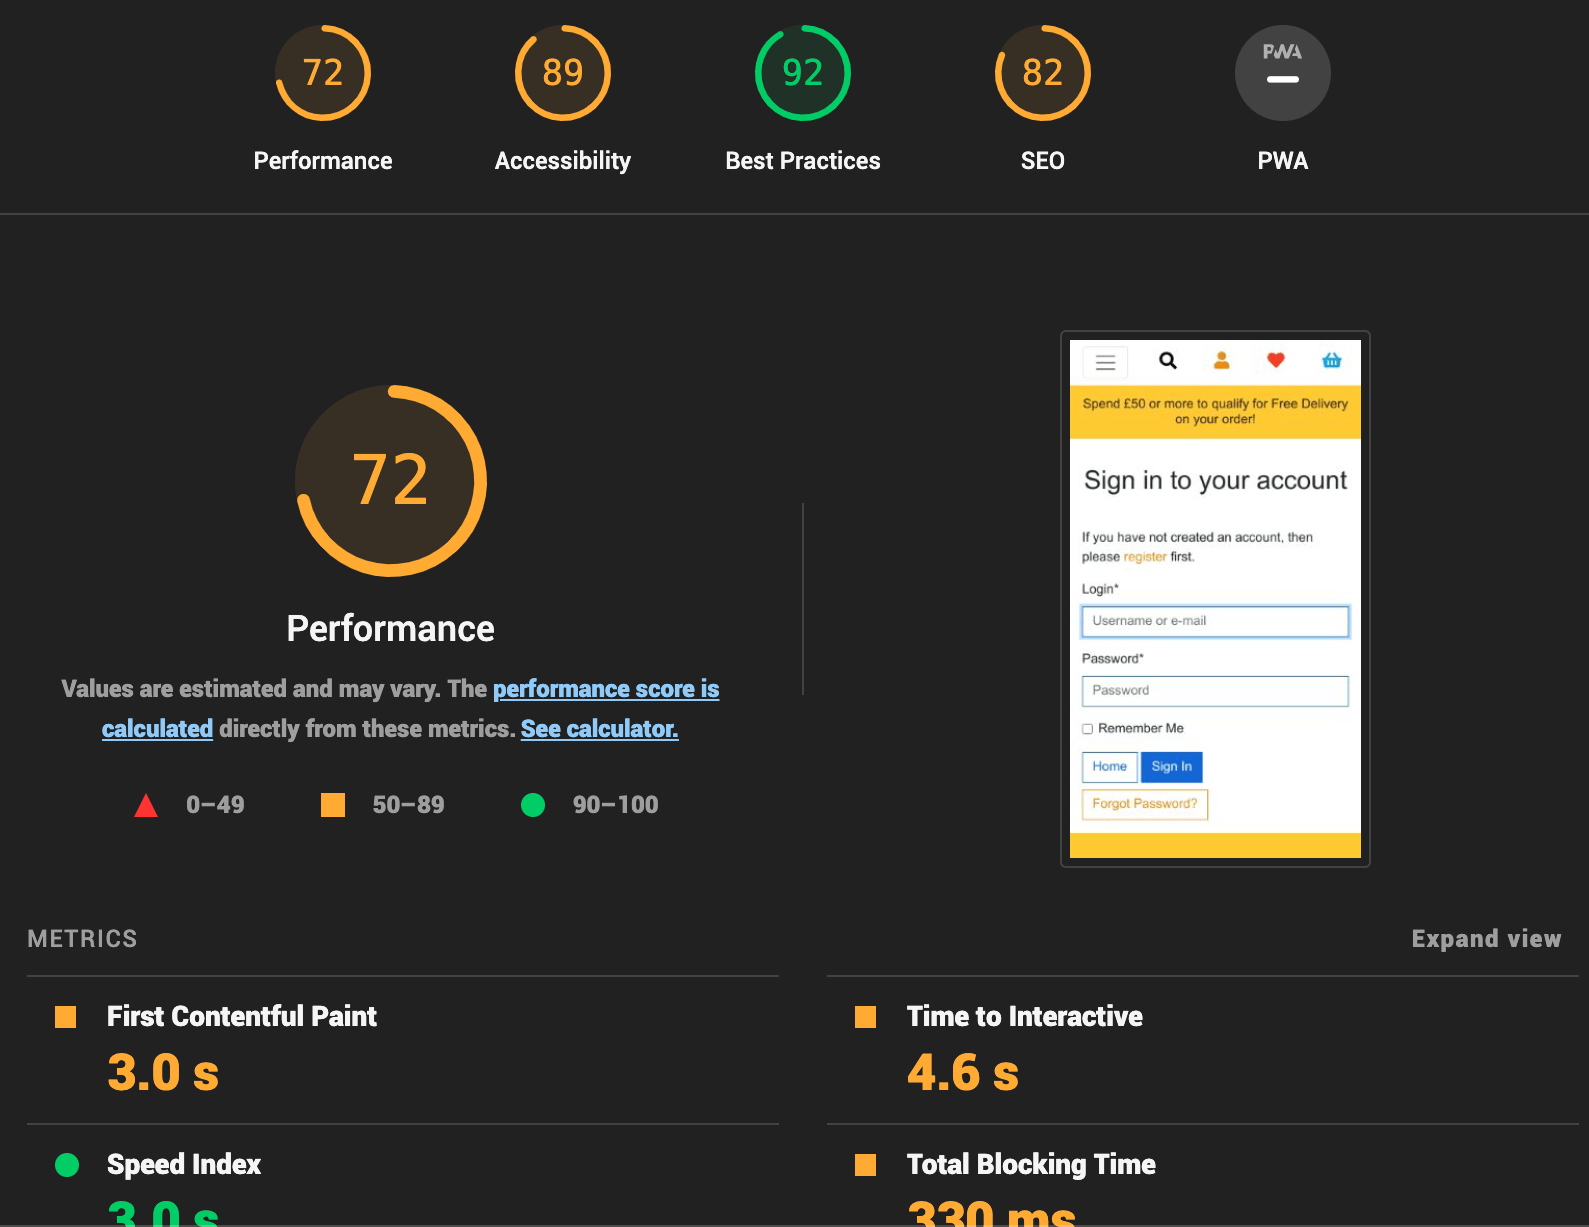 72
89
92
82
PWA
Performance
Accessibility
Best Practices
SEO
PWA
72
Performance
Values are estimated and may vary. The performance score is
calculated directly from these metrics. See calculator.
0–49
50–89
90–100
Spend £50 or more to qualify for Free Delivery
on your order!
Sign in to your account
If you have not created an account, then
please register first.
Login*
Username or e-mail
Password*
Password
Remember Me
Home
Sign In
Forgot Password?
METRICS
Expand view
First Contentful Paint
3.0 s
Time to Interactive
4.6 s
Speed Index
3.0 s
Total Blocking Time
330 ms